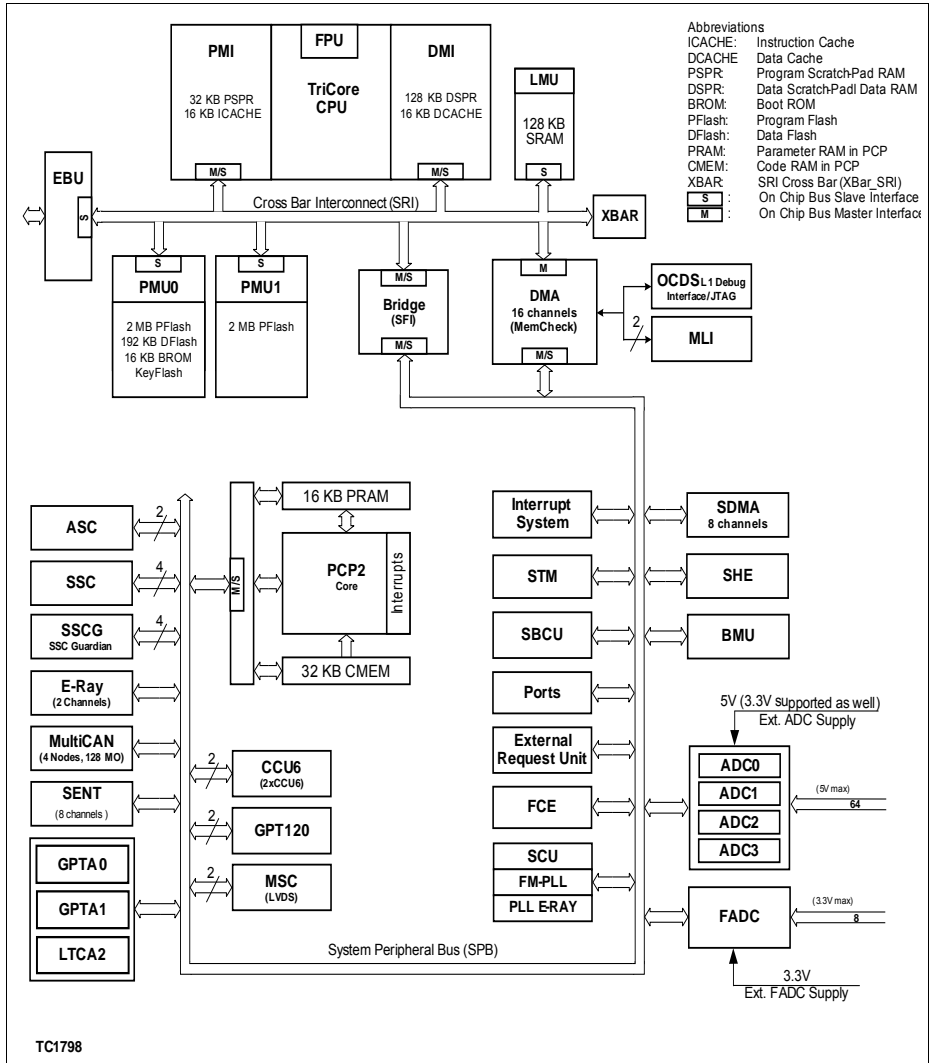 PMI
32 KB PSPR
16 KB ICACHE
M/S
FPU
TriCore
CPU
DMI
128 KB DSPR
16 KB DCACHE
M/S
LMU
128 KB
SRAM
S
Abbreviations:
ICACHE: Instruction Cache
DCACHE Data Cache
PSPR: Program Scratch-Pad RAM
DSPR: Data Scratch-Padl Data RAM
BROM: Boot ROM
PFlash: Program Flash
DFlash: Data Flash
PRAM: Parameter RAM in PCP
CMEM: Code RAM in PCP
XBAR: SRI Cross Bar (XBar_SRI)
S : On Chip Bus Slave Interface
M : On Chip Bus Master Interface
EBU
S
Cross Bar Interconnect (SRI)
XBAR
S
PMU0
2 MB PFlash
192 KB DFlash
16 KB BROM
KeyFlash
S
PMU1
2 MB PFlash
M/S
Bridge
(SFI)
M/S
M
DMA
16 channels
(MemCheck)
M/S
OCDS L1 Debug
Interface/JTAG
2
MLI
ASC
2
SSC
4
SSCG
SSC Guardian
4
E-Ray
(2 Channels)
MultiCAN
(4 Nodes, 128 MO)
SENT
(8 channels )
GPTA0
GPTA1
LTCA2
M/S
16 KB PRAM
PCP2
Core
Interrupts
32 KB CMEM
2
CCU6
(2xCCU6)
2
GPT120
2
MSC
(LVDS)
Interrupt
System
STM
SBCU
Ports
External
Request Unit
FCE
SCU
FM-PLL
PLL E-RAY
SDMA
8 channels
SHE
BMU
5V (3.3V supported as well)
Ext. ADC Supply
ADC0
ADC1
ADC2
ADC3
(5V max)
64
FADC
(3.3V max)
8
3.3V
Ext. FADC Supply
System Peripheral Bus (SPB)
TC1798